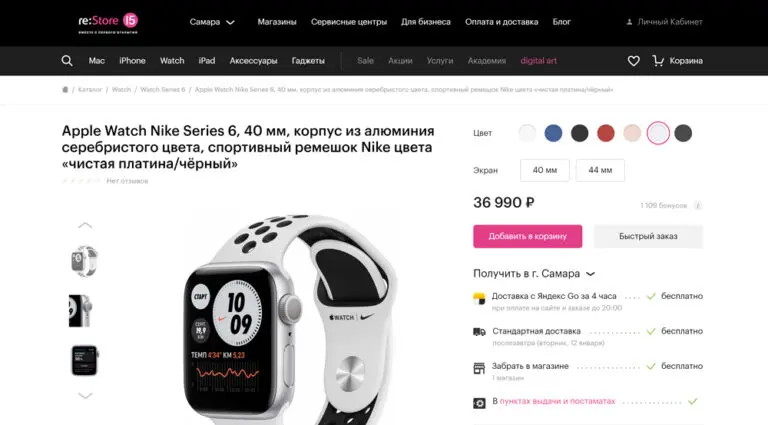 re:Store 15
ВМЕСТЕ С ПЕРВОГО ОТКРЫТИЯ
Самара
Магазины
Сервисные центры
Для бизнеса
Оплата и доставка
Блог
Личный Кабинет
Mac
iPhone
Watch
iPad
Аксессуары
Гаджеты
Sale
Акции
Услуги
Академия
digital art
Корзина
/ Каталог / Watch / Watch Series 6 / Apple Watch Nike Series 6, 40 мм, корпус из алюминия серебристого цвета, спортивный ремешок Nike цвета «чистая платина/чёрный»
Apple Watch Nike Series 6, 40 мм, корпус из алюминия
серебристого цвета, спортивный ремешок Nike цвета
«чистая платина/чёрный»
Нет отзывов
СТАРТ
10
09
19,9
КМ
ТЕМП 4'34" КМ 5,23
WATCH
Цвет
Экран
40 мм
44 мм
36 990 ₽
1 109 бонусов i
Добавить в корзину
Быстрый заказ
Получить в г. Самара
Доставка с Яндекс.Go за 4 часа ..... бесплатно
при оплате на сайте и заказе до 20:00
Стандартная доставка ..... бесплатно
послезавтра (вторник, 12 января)
Забрать в магазине ..... бесплатно
1 магазин
В пунктах выдачи и постаматах .....